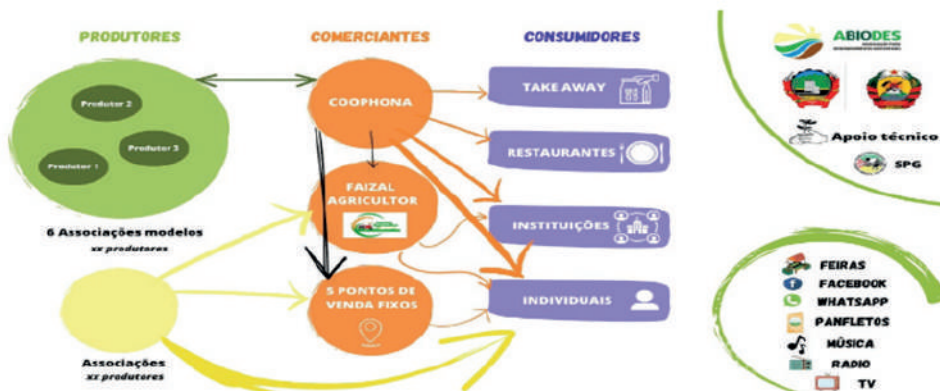 PRODUTORES
Produtor 2
Produtor 3
Produtor 1
6 Associações modelos
xx produtores
Associações
xx produtores
COMERCIANTES
COOPHONA
FAIZAL
AGRICULTOR
5 PONTOS DE
VENDA FIXOS
CONSUMIDORES
TAKE AWAY
RESTAURANTES
INSTITUIÇÕES
INDIVIDUAIS
ABIODES
Apoio técnico
SPG
FEIRAS
FACEBOOK
WHATSAPP
PANFLETOS
MÚSICA
RADIO
TV